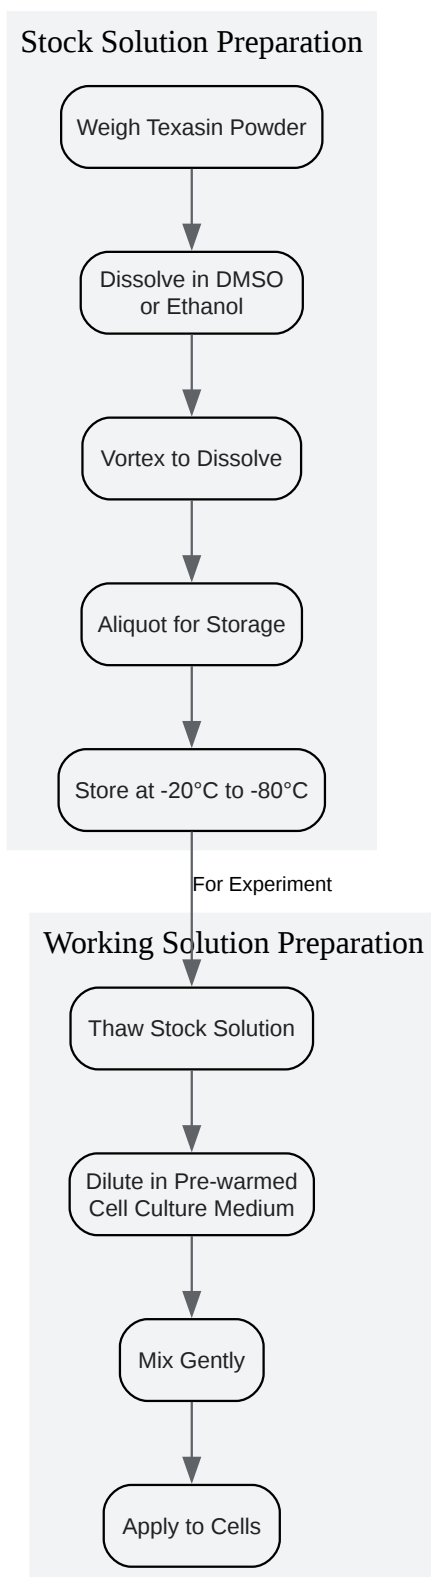 Stock Solution Preparation
Weigh Texasin Powder
Dissolve in DMSO
or Ethanol
Vortex to Dissolve
Aliquot for Storage
Store at -20°C to -80°C
For Experiment
Working Solution Preparation
Thaw Stock Solution
Dilute in Pre-warmed
Cell Culture Medium
Mix Gently
Apply to Cells